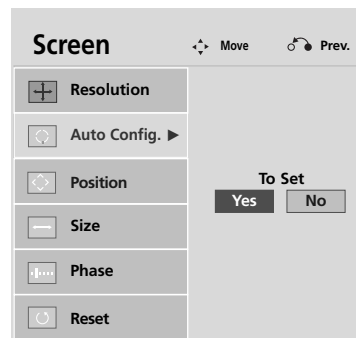 Screen
Move
Prev.
Resolution
Auto Config. ►
Position
Size
Phase
Reset
To Set
Yes
No